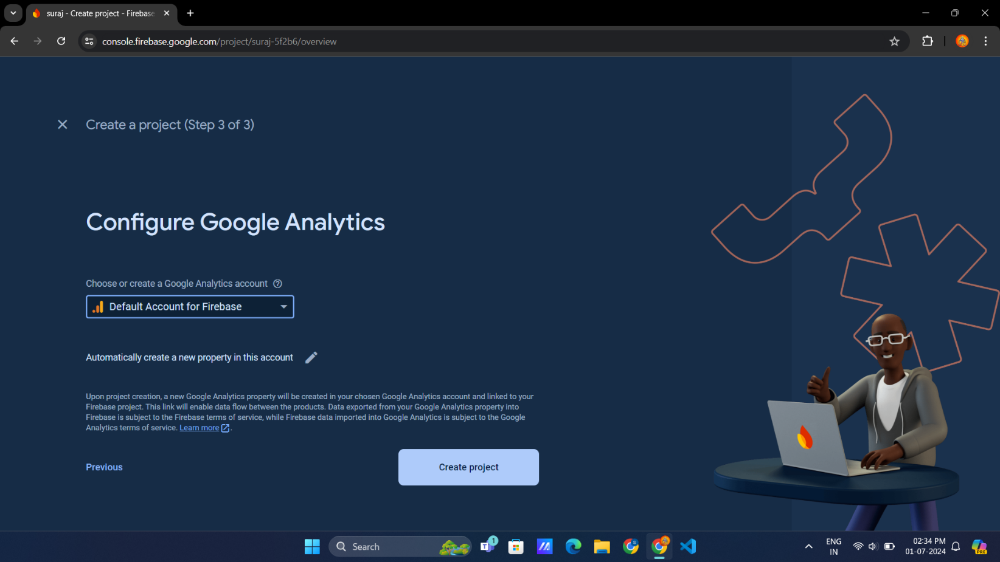 suraj - Create project - Firebase
console.firebase.google.com/project/suraj-5f2b6/overview
Create a project (Step 3 of 3)
Configure Google Analytics
Choose or create a Google Analytics account
Default Account for Firebase
Automatically create a new property in this account
Upon project creation, a new Google Analytics property will be created in your chosen Google Analytics account and linked to your
Firebase project. This link will enable data flow between the products. Data exported from your Google Analytics property into
Firebase is subject to the Firebase terms of service, while Firebase data imported into Google Analytics is subject to the Google
Analytics terms of service. Learn more.
Previous
Create project
Search
1
ENG
IN
02:34 PM
01-07-2024
PRE